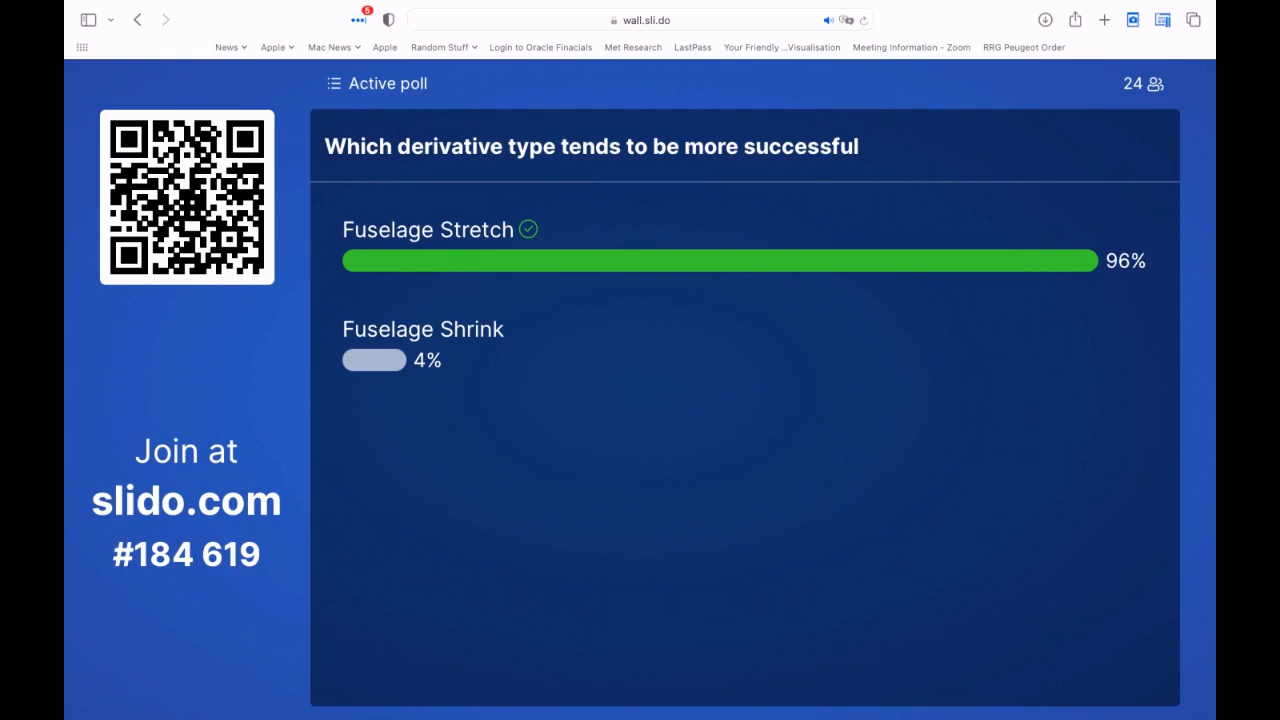 5
wall.sli.do
News
Apple
Mac News
Apple
Random Stuff
Login to Oracle Finacials
Met Research
LastPass
Your Friendly ...Visualisation
Meeting Information - Zoom
RRG Peugeot Order
Active poll
24
Which derivative type tends to be more successful
Fuselage Stretch
96%
Fuselage Shrink
4%
Join at
slido.com
#184 619